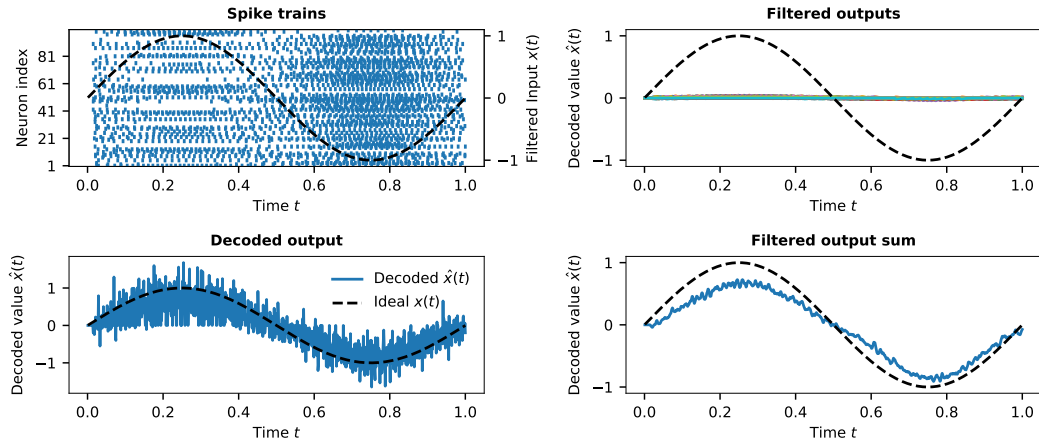 Spike trains
Neuron index
81
61
41
21
1
1
0
−1
Filtered Input x(t)
0.0 0.2 0.4 0.6 0.8 1.0
Time t
Filtered outputs
Decoded value x̂(t)
1
0
−1
0.0 0.2 0.4 0.6 0.8 1.0
Time t
Decoded output
Decoded value x̂(t)
1
0
−1
Decoded x̂(t)
Ideal x(t)
0.0 0.2 0.4 0.6 0.8 1.0
Time t
Filtered output sum
Decoded value x̂(t)
1
0
−1
0.0 0.2 0.4 0.6 0.8 1.0
Time t